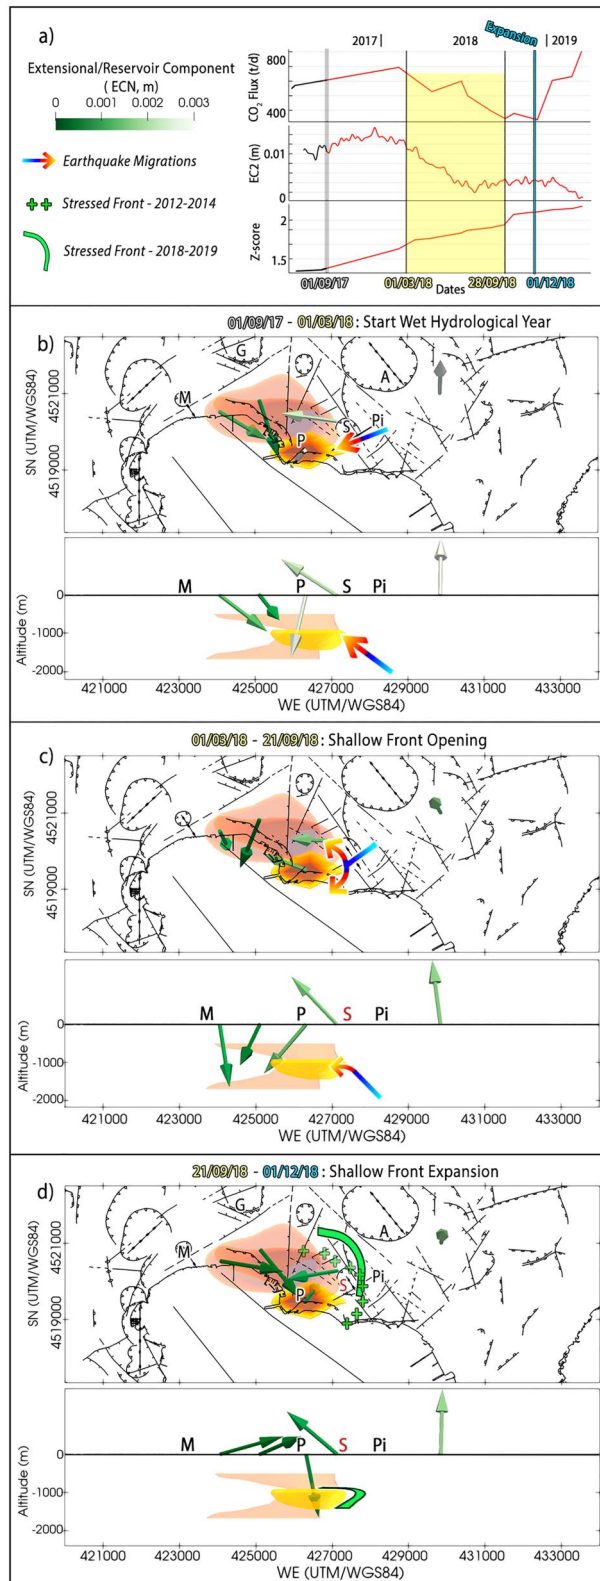 a)
Extensional/Reservoir Component
( ECN, m)
0 0.001 0.002 0.003
Earthquake Migrations
Stressed Front - 2012-2014
Stressed Front - 2018-2019
2017 2018 Expansion 2019
CO2 Flux (t/d)
800
400
EC2 (m)
0.01
0
Z-score
2
1.5
01/09/17 01/03/18 28/09/18 01/12/18
Dates
01/09/17 - 01/03/18 : Start Wet Hydrological Year
b)
SN (UTM/WGS84)
4521000
4519000
G
A
M
S
Pi
P
Altitude (m)
0
-1000
-2000
M P S Pi
421000 423000 425000 427000 429000 431000 433000
WE (UTM/WGS84)
01/03/18 - 21/09/18 : Shallow Front Opening
c)
SN (UTM/WGS84)
4521000
4519000
Altitude (m)
0
-1000
-2000
M P S Pi
421000 423000 425000 427000 429000 431000 433000
WE (UTM/WGS84)
21/09/18 - 01/12/18 : Shallow Front Expansion
d)
SN (UTM/WGS84)
4521000
4519000
G
A
M
S
Pi
P
Altitude (m)
0
-1000
-2000
M P S Pi
421000 423000 425000 427000 429000 431000 433000
WE (UTM/WGS84)